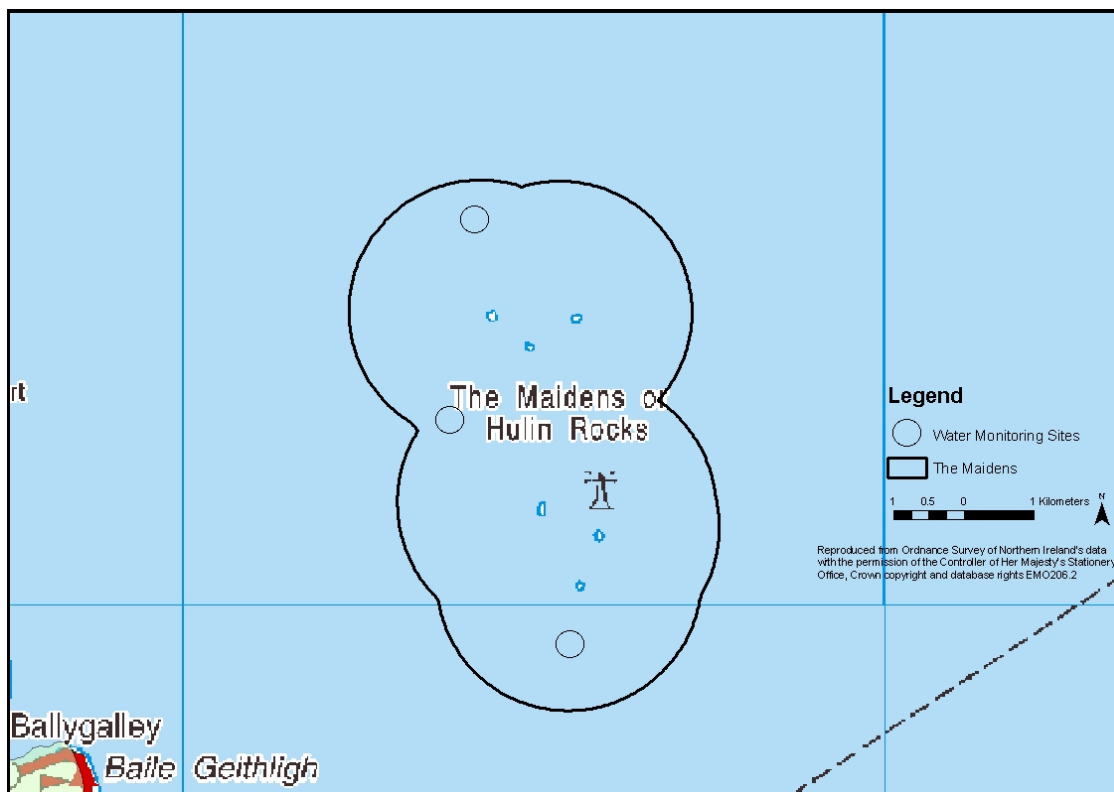 rt
The Maidens or
Hulin Rocks
Legend
Water Monitoring Sites
The Maidens
1 0.5 0 1 Kilometers
N
Reproduced from Ordnance Survey of Northern Ireland's data
with the permission of the Controller of Her Majesty's Stationery
Office, Crown copyright and database rights EMO206.2
Ballygalley
Baile Geithligh